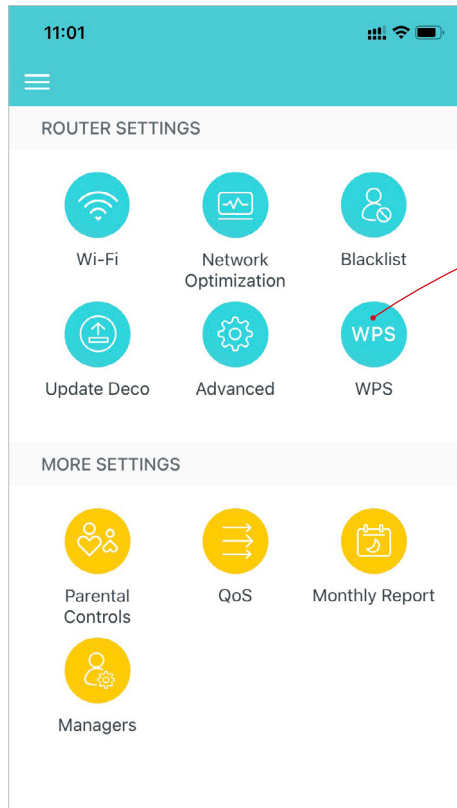 11:01
ROUTER SETTINGS
Wi-Fi
Network
Optimization
Blacklist
WPS
Update Deco
Advanced
WPS
MORE SETTINGS
Parental
Controls
QoS
Monthly Report
Managers